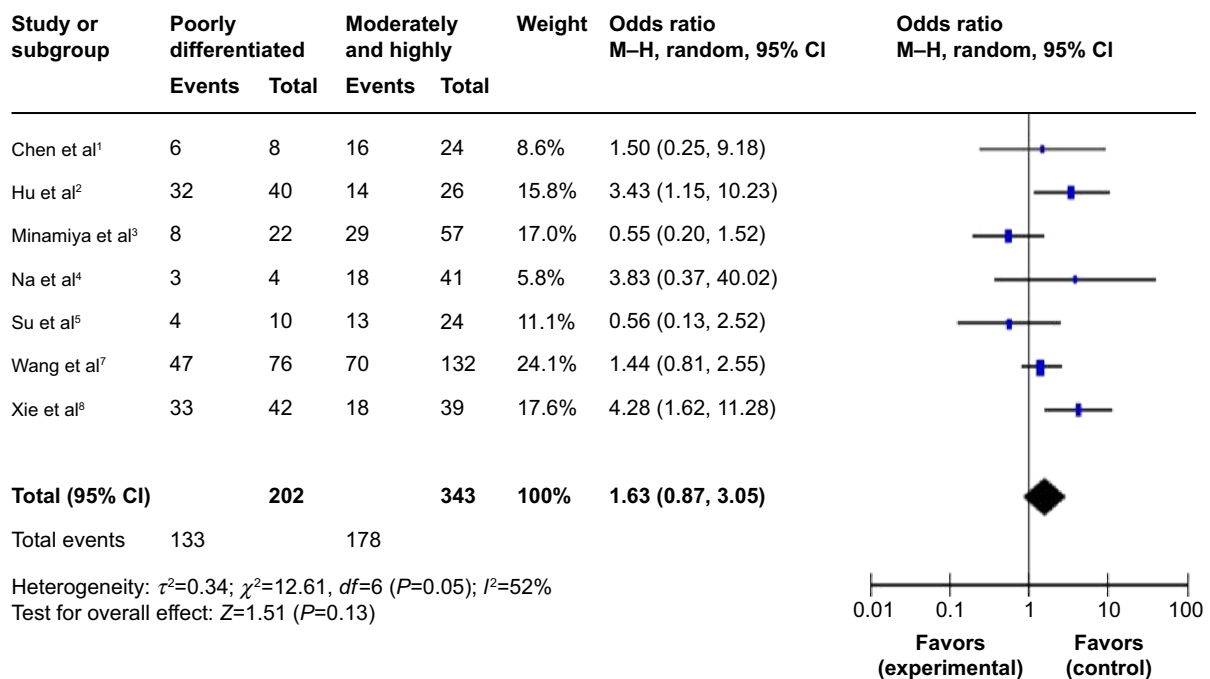 Study or subgroup Poorly differentiated Moderately and highly Weight Odds ratio M–H, random, 95% CI Odds ratio M–H, random, 95% CI
Events Total Events Total
Chen et al¹ 6 8 16 24 8.6% 1.50 (0.25, 9.18)
Hu et al² 32 40 14 26 15.8% 3.43 (1.15, 10.23)
Minamiya et al³ 8 22 29 57 17.0% 0.55 (0.20, 1.52)
Na et al⁴ 3 4 18 41 5.8% 3.83 (0.37, 40.02)
Su et al⁵ 4 10 13 24 11.1% 0.56 (0.13, 2.52)
Wang et al⁷ 47 76 70 132 24.1% 1.44 (0.81, 2.55)
Xie et al⁸ 33 42 18 39 17.6% 4.28 (1.62, 11.28)
Total (95% CI) 202 343 100% 1.63 (0.87, 3.05)
Total events 133 178
Heterogeneity: τ²=0.34; χ²=12.61, df=6 (P=0.05); I²=52%
Test for overall effect: Z=1.51 (P=0.13)
0.01 0.1 1 10 100
Favors (experimental) Favors (control)